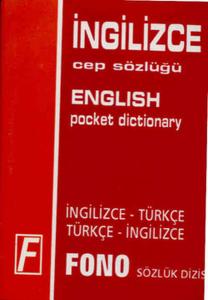 İNGİLİZCE
cep sözlüğü
ENGLISH
pocket dictionary
İNGİLİZCE - TÜRKÇE
TÜRKÇE - İNGİLİZCE
F FONO SÖZLÜK DİZİS